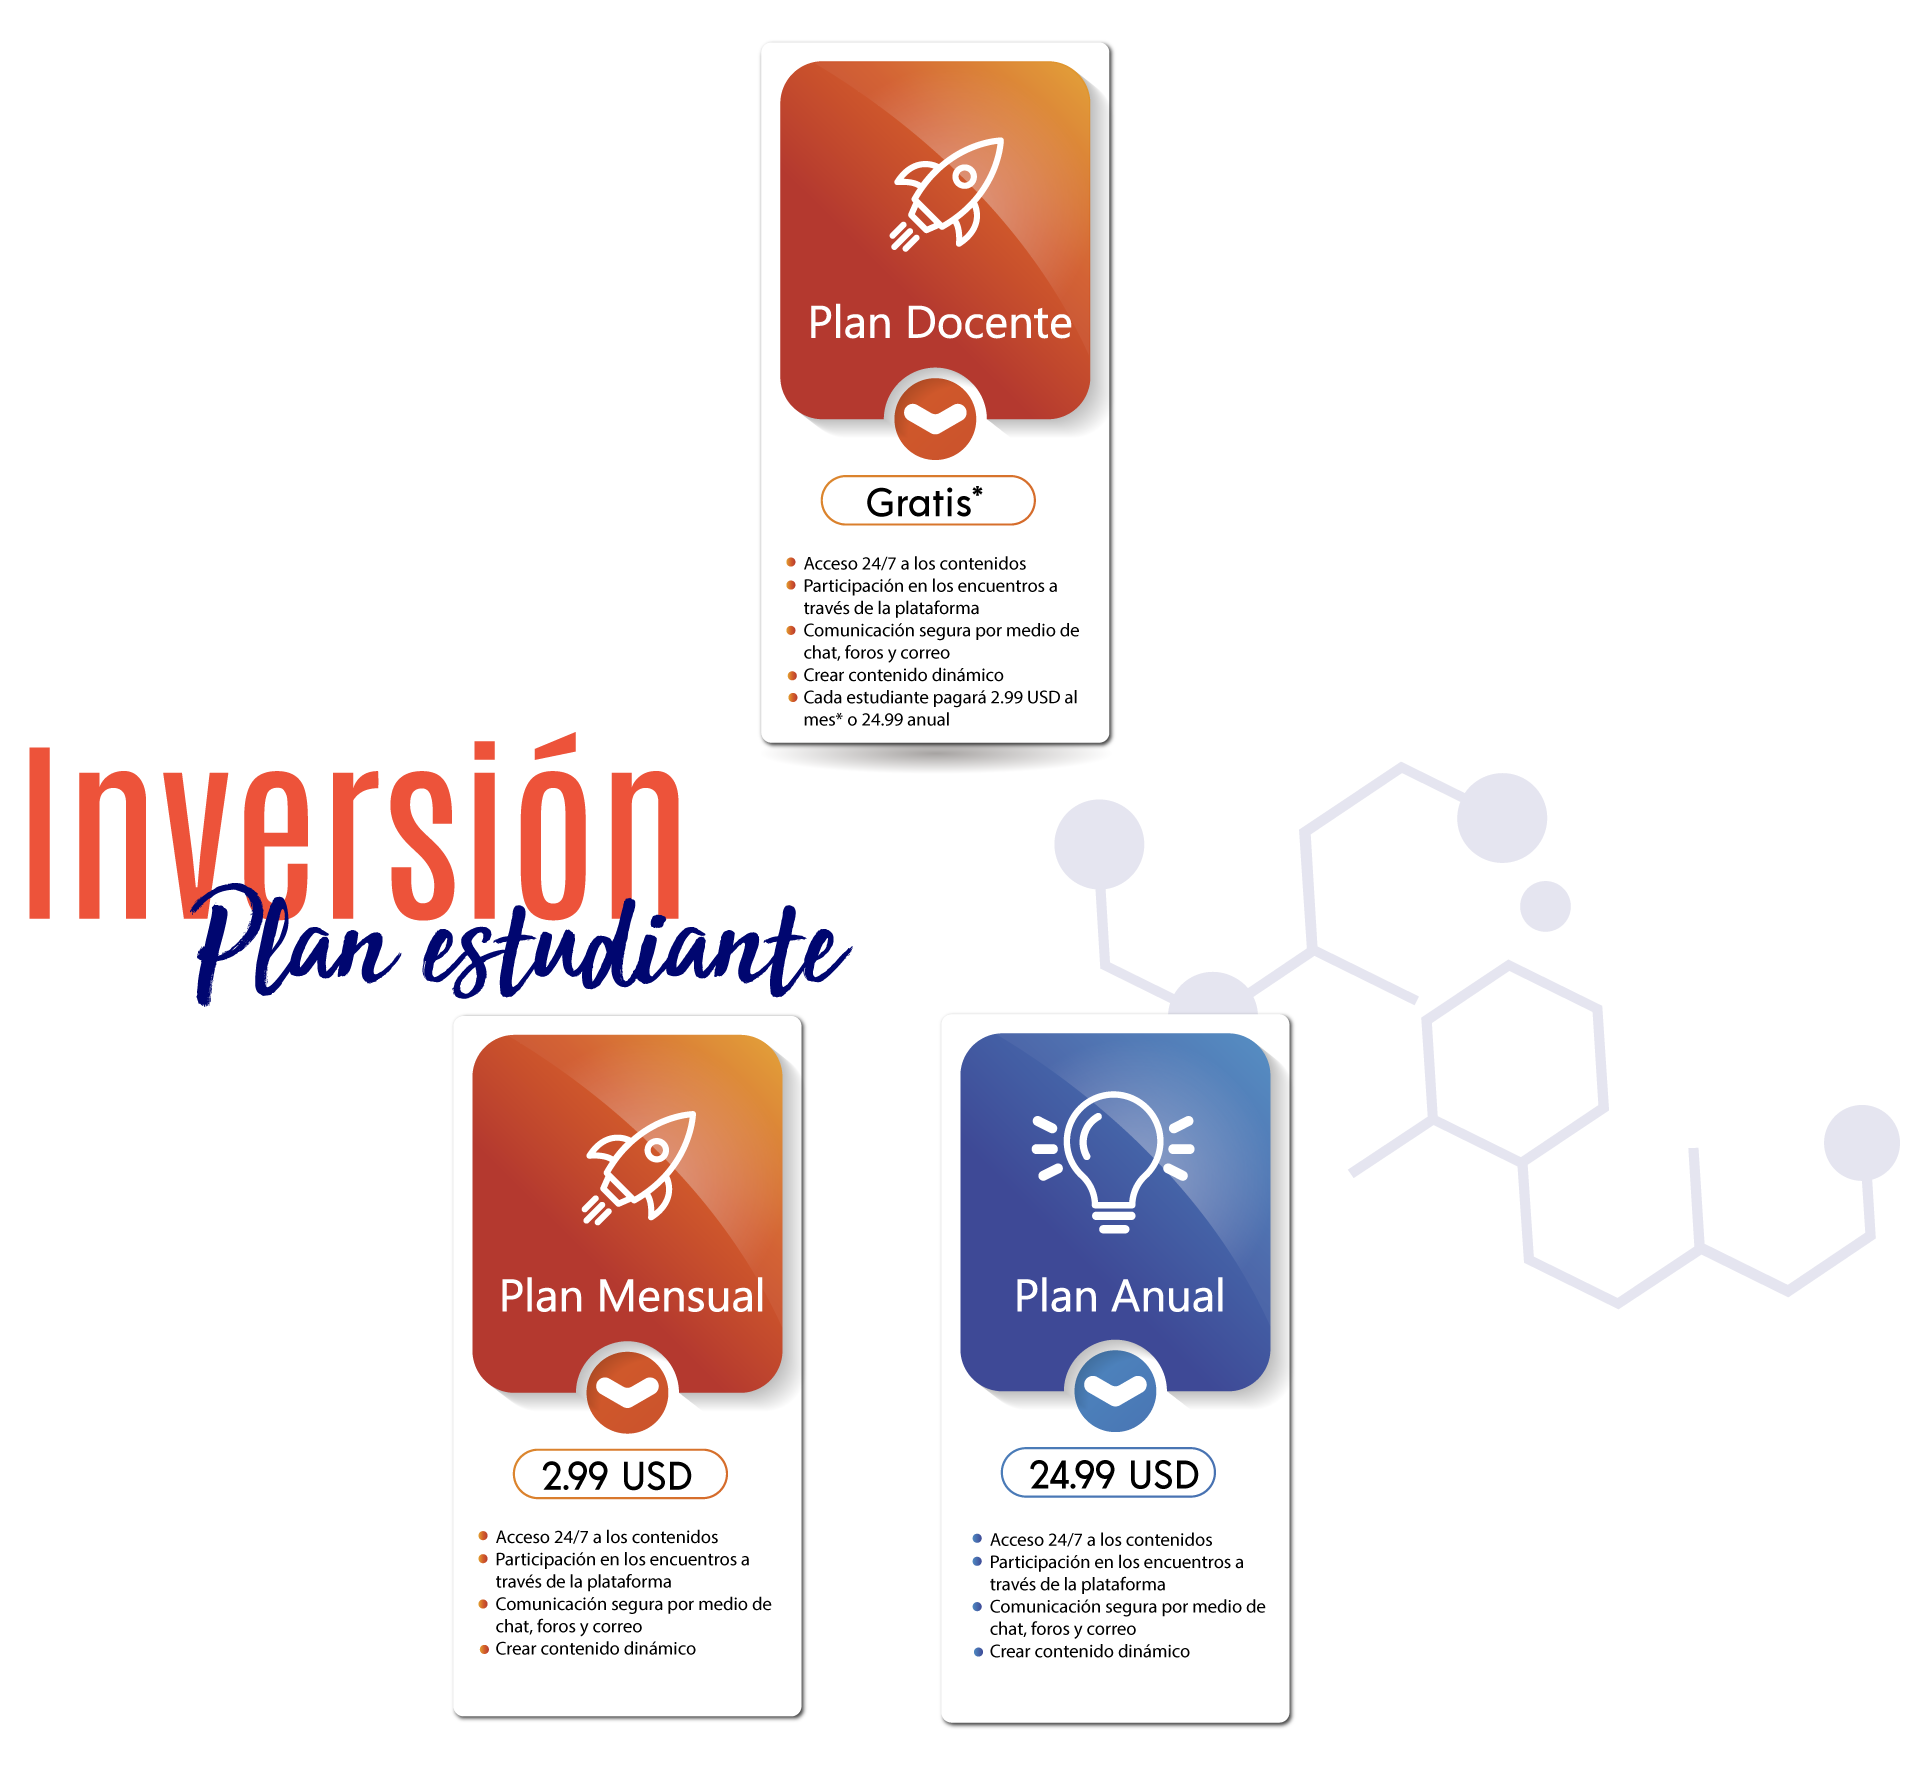 Plan Docente
Gratis*
Acceso 24/7 a los contenidos
Participación en los encuentros a
través de la plataforma
Comunicación segura por medio de
chat, foros y correo
Crear contenido dinámico
Cada estudiante pagará 2.99 USD al
mes* o 24.99 anual
Inversión
Plan estudiante
Plan Mensual
2.99 USD
Acceso 24/7 a los contenidos
Participación en los encuentros a
través de la plataforma
Comunicación segura por medio de
chat, foros y correo
Crear contenido dinámico
Plan Anual
24.99 USD
Acceso 24/7 a los contenidos
Participación en los encuentros a
través de la plataforma
Comunicación segura por medio de
chat, foros y correo
Crear contenido dinámico